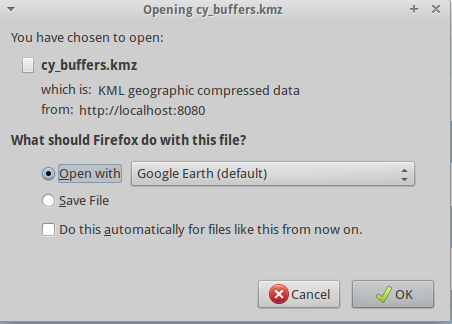 Opening cy_buffers.kmz
You have chosen to open:
cy_buffers.kmz
which is: KML geographic compressed data
from: http://localhost:8080
What should Firefox do with this file?
Open with Google Earth (default)
Save File
Do this automatically for files like this from now on.
Cancel OK